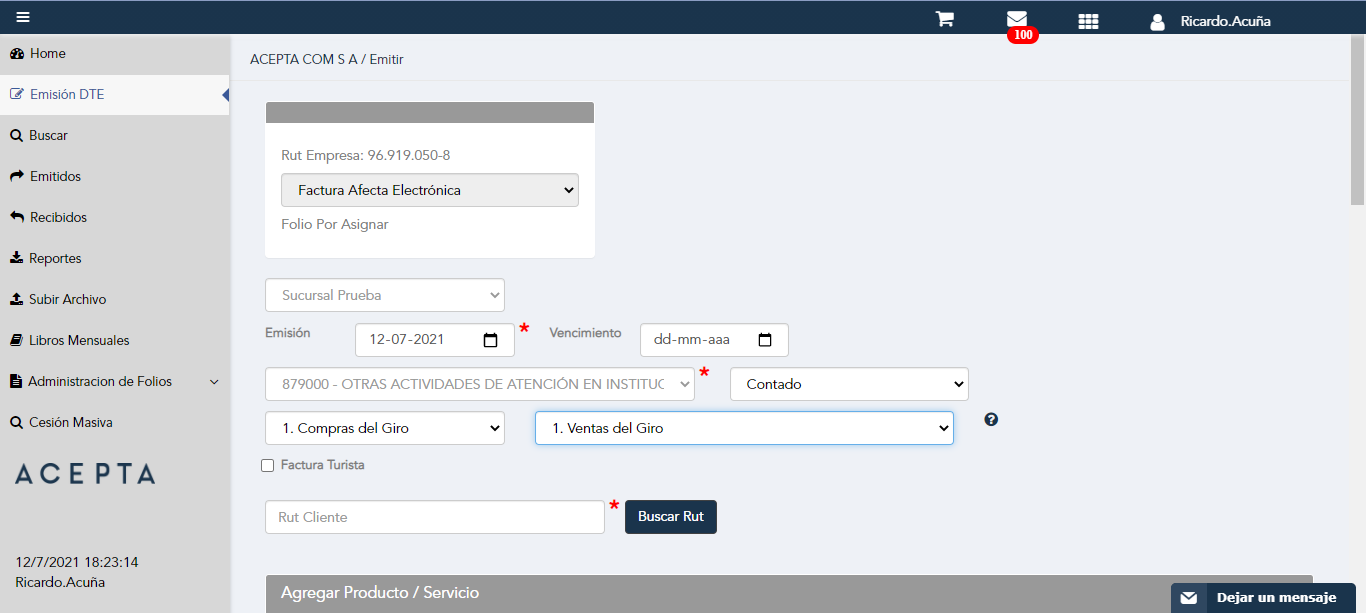 100
Ricardo.Acuña
Home
Emisión DTE
Buscar
Emitidos
Recibidos
Reportes
Subir Archivo
Libros Mensuales
Administracion de Folios
Cesión Masiva
ACEPTA
12/7/2021 18:23:14
Ricardo.Acuña
ACEPTA COM S A / Emitir
Rut Empresa: 96.919.050-8
Factura Afecta Electrónica
Folio Por Asignar
Sucursal Prueba
Emisión 12-07-2021 * Vencimiento dd-mm-aaa
879000 - OTRAS ACTIVIDADES DE ATENCIÓN EN INSTITUC * Contado
1. Compras del Giro 1. Ventas del Giro ?
Factura Turista
Rut Cliente * Buscar Rut
Agregar Producto / Servicio
Dejar un mensaje